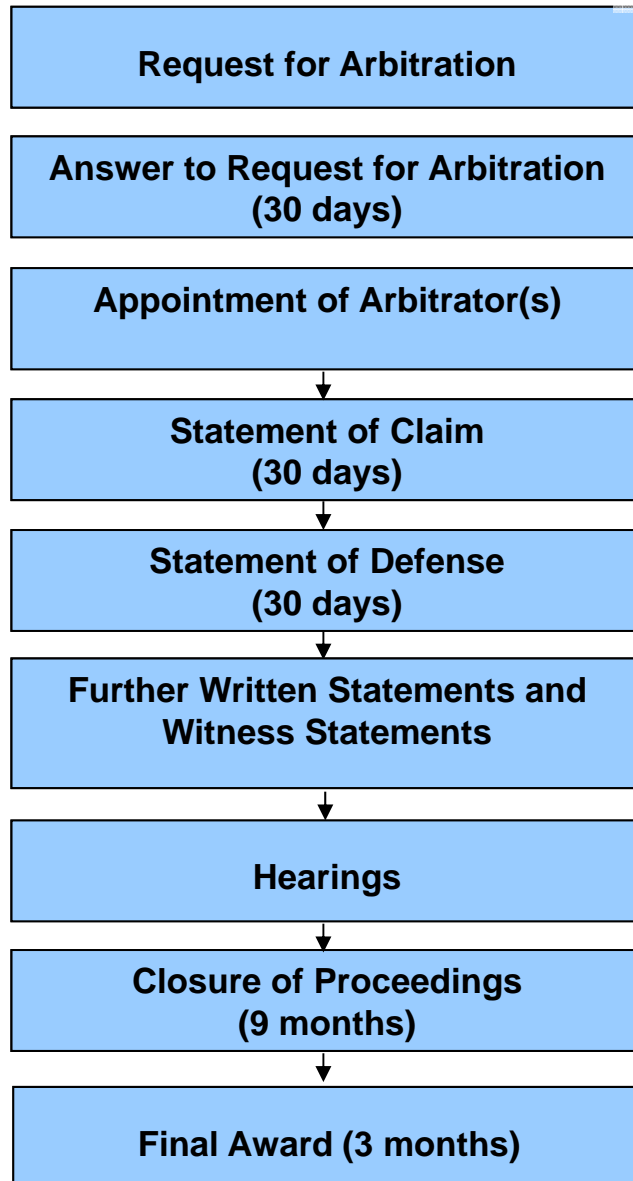 Request for Arbitration
Answer to Request for Arbitration
(30 days)
Appointment of Arbitrator(s)
Statement of Claim
(30 days)
Statement of Defense
(30 days)
Further Written Statements and
Witness Statements
Hearings
Closure of Proceedings
(9 months)
Final Award (3 months)